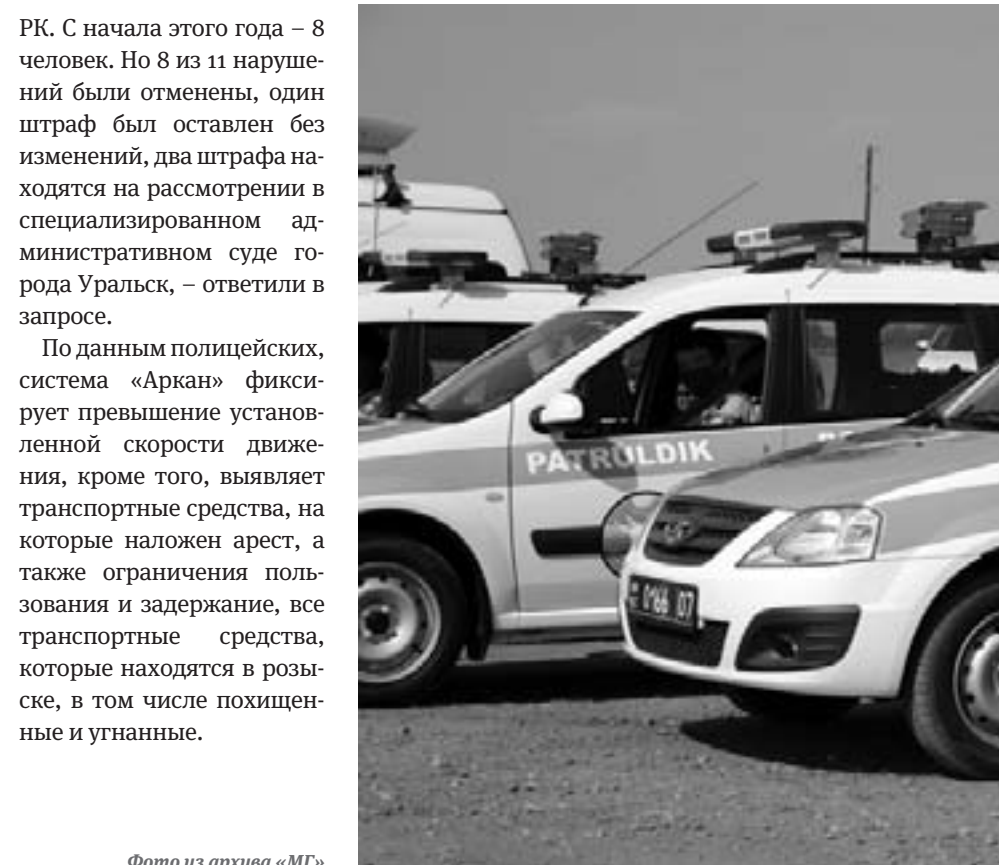 РК. С начала этого года – 8
человек. Но 8 из 11 наруше-
ний были отменены, один
штраф был оставлен без
изменений, два штрафа на-
ходятся на рассмотрении в
специализированном ад-
министративном суде го-
рода Уральск, – ответили в
запросе.
По данным полицейских,
система «Аркан» фикси-
рует превышение установ-
ленной скорости движе-
ния, кроме того, выявляет
транспортные средства, на
которые наложен арест, а
также ограничения поль-
зования и задержание, все
транспортные средства,
которые находятся в розы-
ске, в том числе похищен-
ные и угнанные.
Фото из архива «МГ»
PATRULDIK